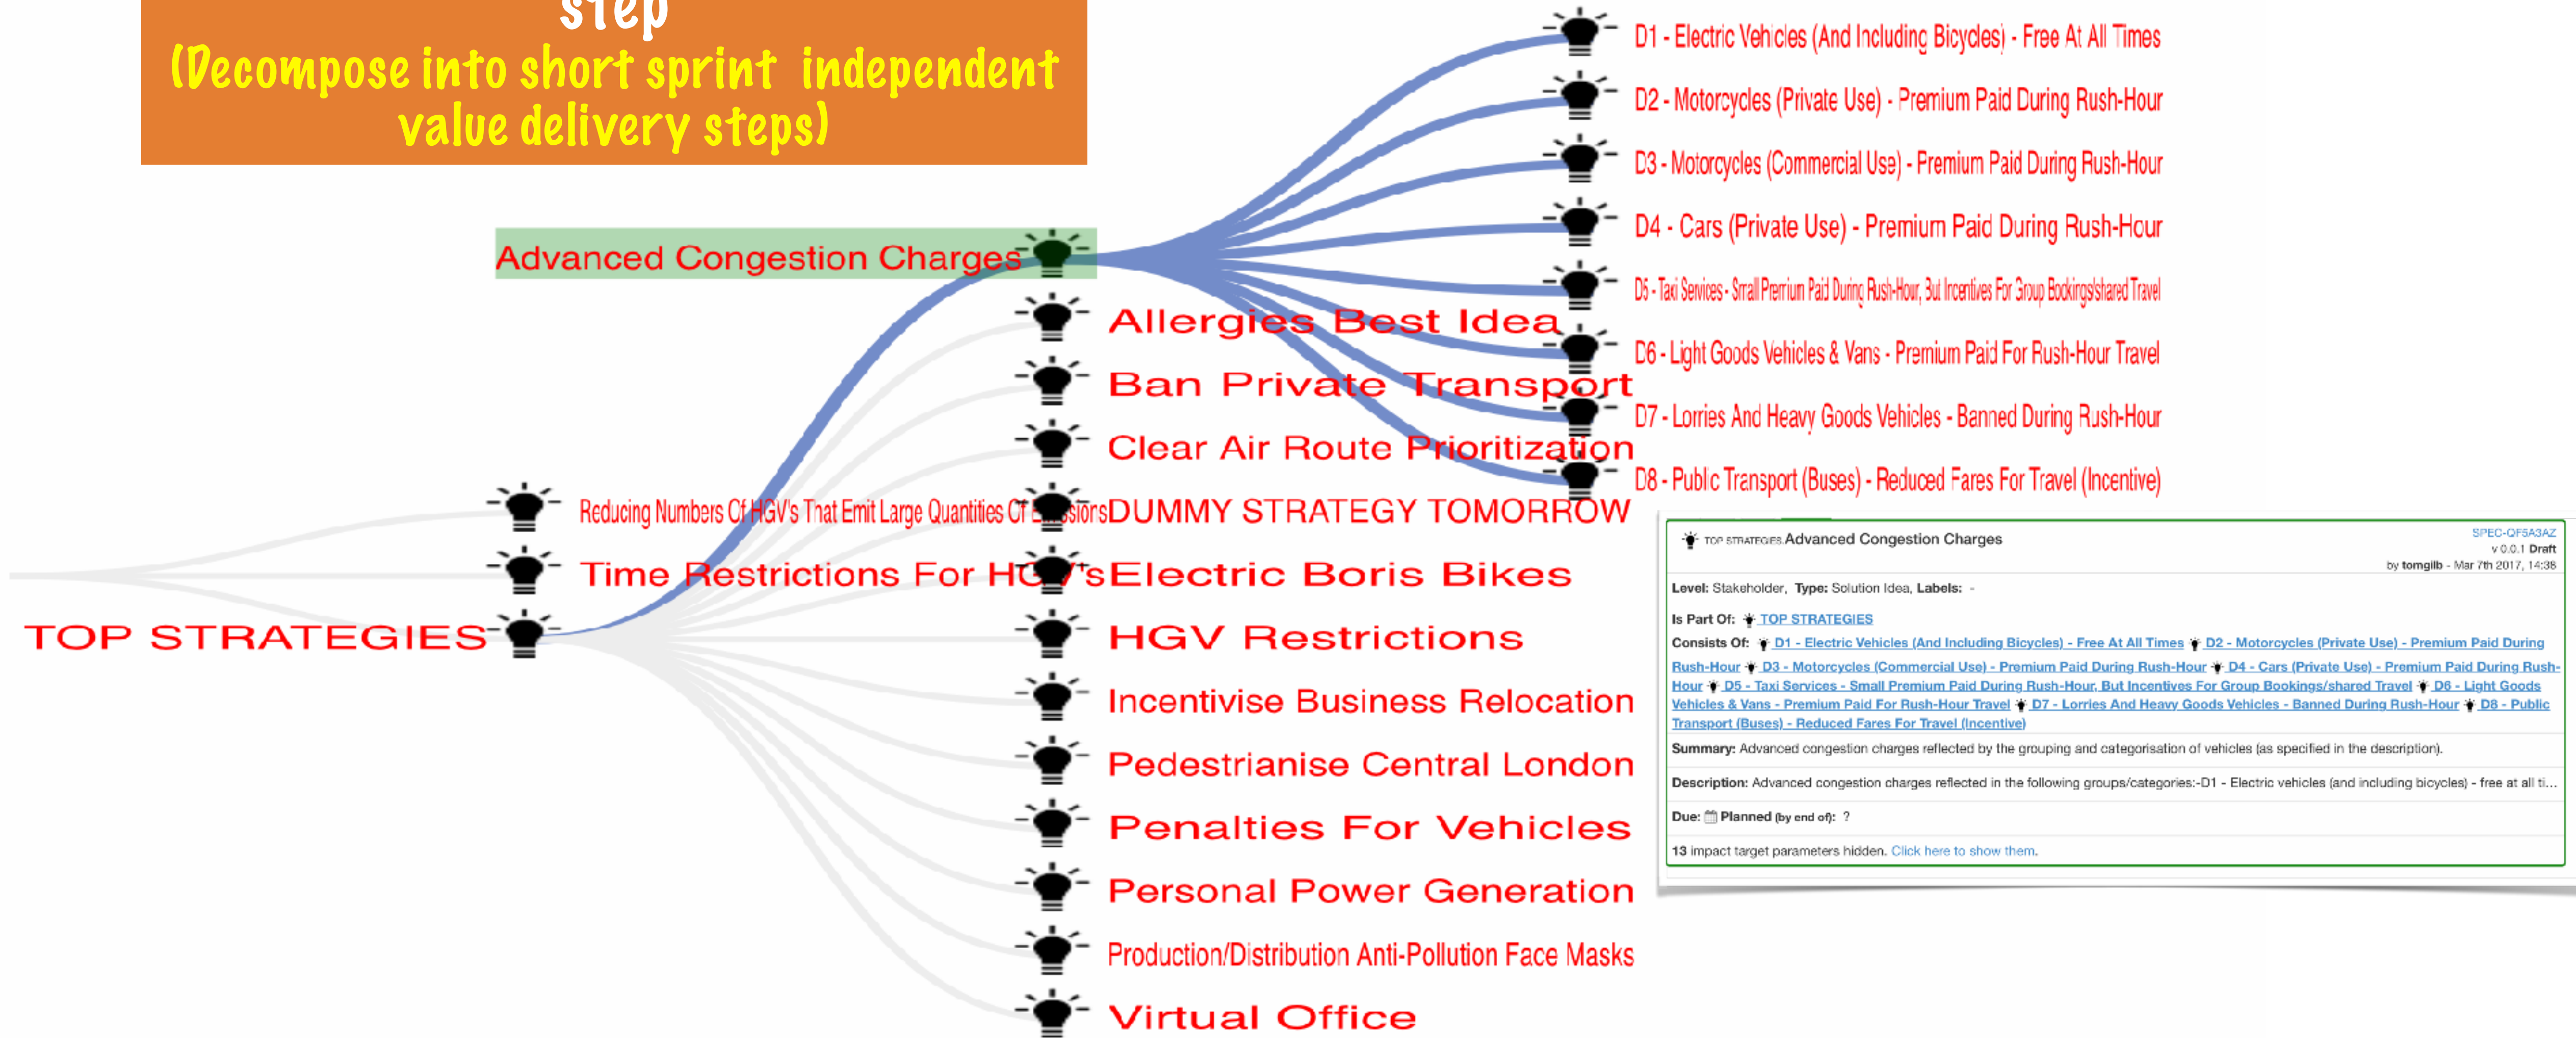 step
(Decompose into short sprint independent
value delivery steps)
D1 - Electric Vehicles (And Including Bicycles) - Free At All Times
D2 - Motorcycles (Private Use) - Premium Paid During Rush-Hour
D3 - Motorcycles (Commercial Use) - Premium Paid During Rush-Hour
D4 - Cars (Private Use) - Premium Paid During Rush-Hour
D5 - Taxi Services - Small Premium Paid During Rush-Hour, But Incentives For Group Bookings/shared Travel
D6 - Light Goods Vehicles & Vans - Premium Paid For Rush-Hour Travel
D7 - Lorries And Heavy Goods Vehicles - Banned During Rush-Hour
D8 - Public Transport (Buses) - Reduced Fares For Travel (Incentive)
Advanced Congestion Charges
Allergies Best Idea
Ban Private Transport
Clear Air Route Prioritization
DUMMY STRATEGY TOMORROW
Electric Boris Bikes
HGV Restrictions
Incentivise Business Relocation
Pedestrianise Central London
Penalties For Vehicles
Personal Power Generation
Production/Distribution Anti-Pollution Face Masks
Virtual Office
Reducing Numbers Of HGV's That Emit Large Quantities Of
Time Restrictions For HGV's
TOP STRATEGIES
TOP STRATEGIES.Advanced Congestion Charges
SPEC-QF5A3AZ
v 0.0.1 Draft
by tomgilb - Mar 7th 2017, 14:38
Level: Stakeholder, Type: Solution Idea, Labels: -
Is Part Of: TOP STRATEGIES
Consists Of: D1 - Electric Vehicles (And Including Bicycles) - Free At All Times D2 - Motorcycles (Private Use) - Premium Paid During
Rush-Hour D3 - Motorcycles (Commercial Use) - Premium Paid During Rush-Hour D4 - Cars (Private Use) - Premium Paid During Rush-
Hour D5 - Taxi Services - Small Premium Paid During Rush-Hour, But Incentives For Group Bookings/shared Travel D6 - Light Goods
Vehicles & Vans - Premium Paid For Rush-Hour Travel D7 - Lorries And Heavy Goods Vehicles - Banned During Rush-Hour D8 - Public
Transport (Buses) - Reduced Fares For Travel (Incentive)
Summary: Advanced congestion charges reflected by the grouping and categorisation of vehicles (as specified in the description).
Description: Advanced congestion charges reflected in the following groups/categories:-D1 - Electric vehicles (and including bicycles) - free at all ti...
Due: Planned (by end of): ?
13 impact target parameters hidden. Click here to show them.